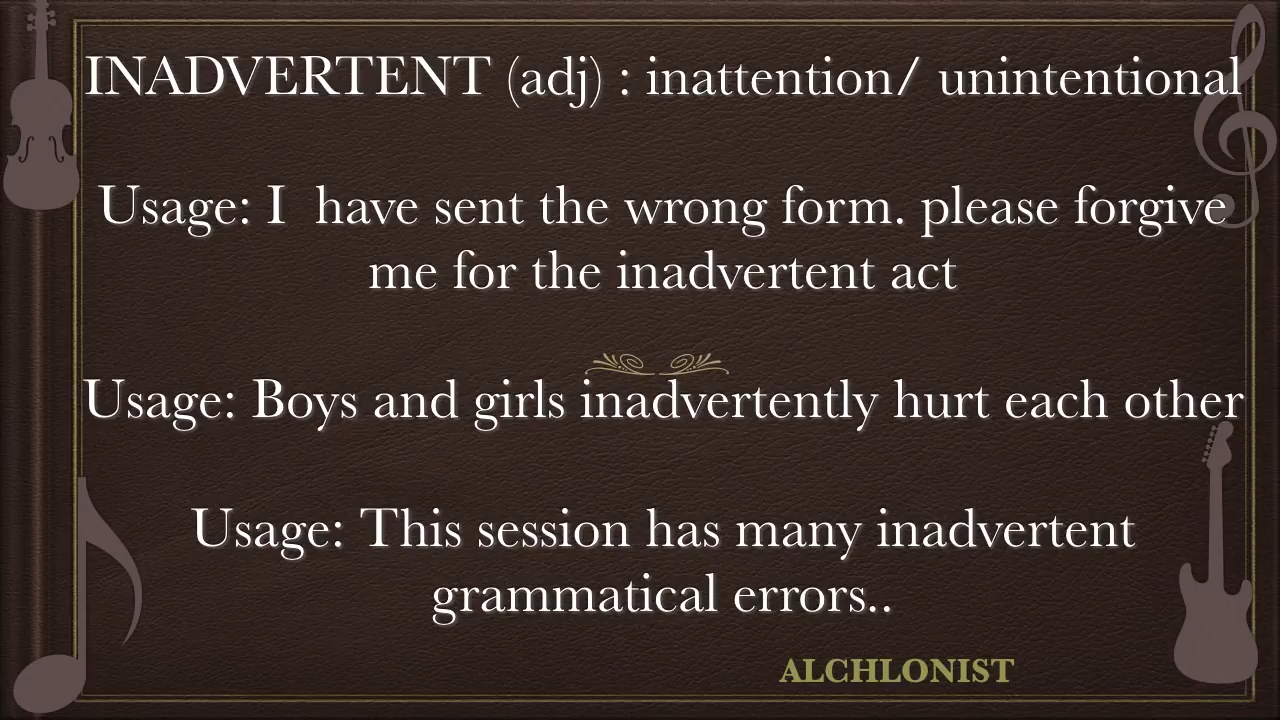 INADVERTENT (adj) : inattention/ unintentional
Usage: I  have sent the wrong form. please forgive
me for the inadvertent act
Usage: Boys and girls inadvertently hurt each other
Usage: This session has many inadvertent
grammatical errors..
ALCHLONIST